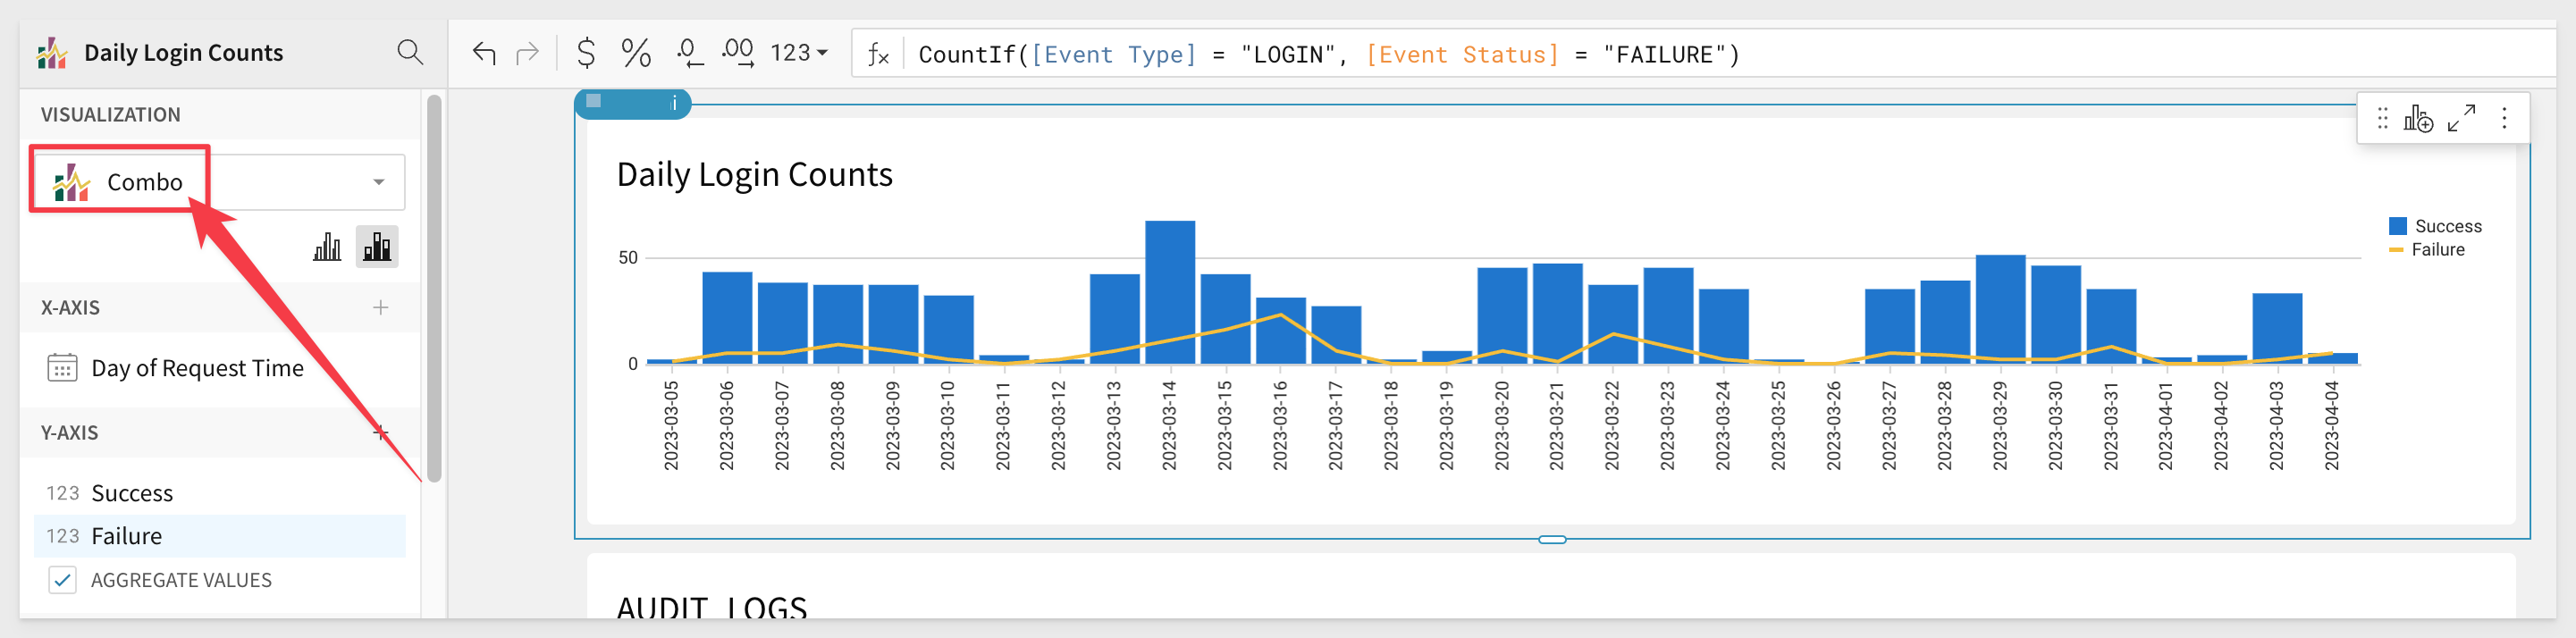 Daily Login Counts
$ % .0 .00 123
fx CountIf([Event Type] = "LOGIN", [Event Status] = "FAILURE")
VISUALIZATION
Combo
X-AXIS
Day of Request Time
Y-AXIS
123 Success
123 Failure
AGGREGATE VALUES
i
Daily Login Counts
50
0
Success
Failure
2023-03-05
2023-03-06
2023-03-07
2023-03-08
2023-03-09
2023-03-10
2023-03-11
2023-03-12
2023-03-13
2023-03-14
2023-03-15
2023-03-16
2023-03-17
2023-03-18
2023-03-19
2023-03-20
2023-03-21
2023-03-22
2023-03-23
2023-03-24
2023-03-25
2023-03-26
2023-03-27
2023-03-28
2023-03-29
2023-03-30
2023-03-31
2023-04-01
2023-04-02
2023-04-03
2023-04-04
AUDIT_LOGS